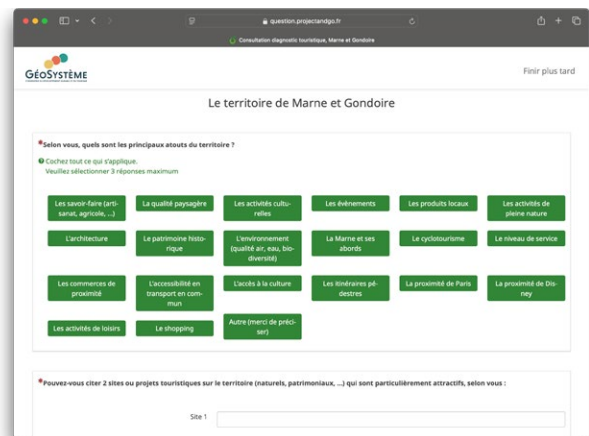 question.projectandgo.fr
Consultation diagnostic touristique, Marne et Gondoire
GÉOSYSTÈME
Finir plus tard
Le territoire de Marne et Gondoire
*Selon vous, quels sont les principaux atouts du territoire ?
Cochez tout ce qui s'applique.
Veuillez sélectionner 3 réponses maximum
Les savoir-faire (arti-
sanat, agricole, ...)
La qualité paysagère
Les activités cultu-
relles
Les évènements
Les produits locaux
Les activités de
pleine nature
L'architecture
Le patrimoine histo-
rique
L'environnement
(qualité air, eau, bio-
diversité)
La Marne et ses
abords
Le cyclotourisme
Le niveau de service
Les commerces de
proximité
L'accessibilité en
transport en com-
mun
L'accès à la culture
Les itinéraires pé-
destres
La proximité de Paris
La proximité de Dis-
ney
Les activités de loisirs
Le shopping
Autre (merci de préci-
ser)
*Pouvez-vous citer 2 sites ou projets touristiques sur le territoire (naturels, patrimoniaux, ...) qui sont particulièrement attractifs, selon vous :
Site 1